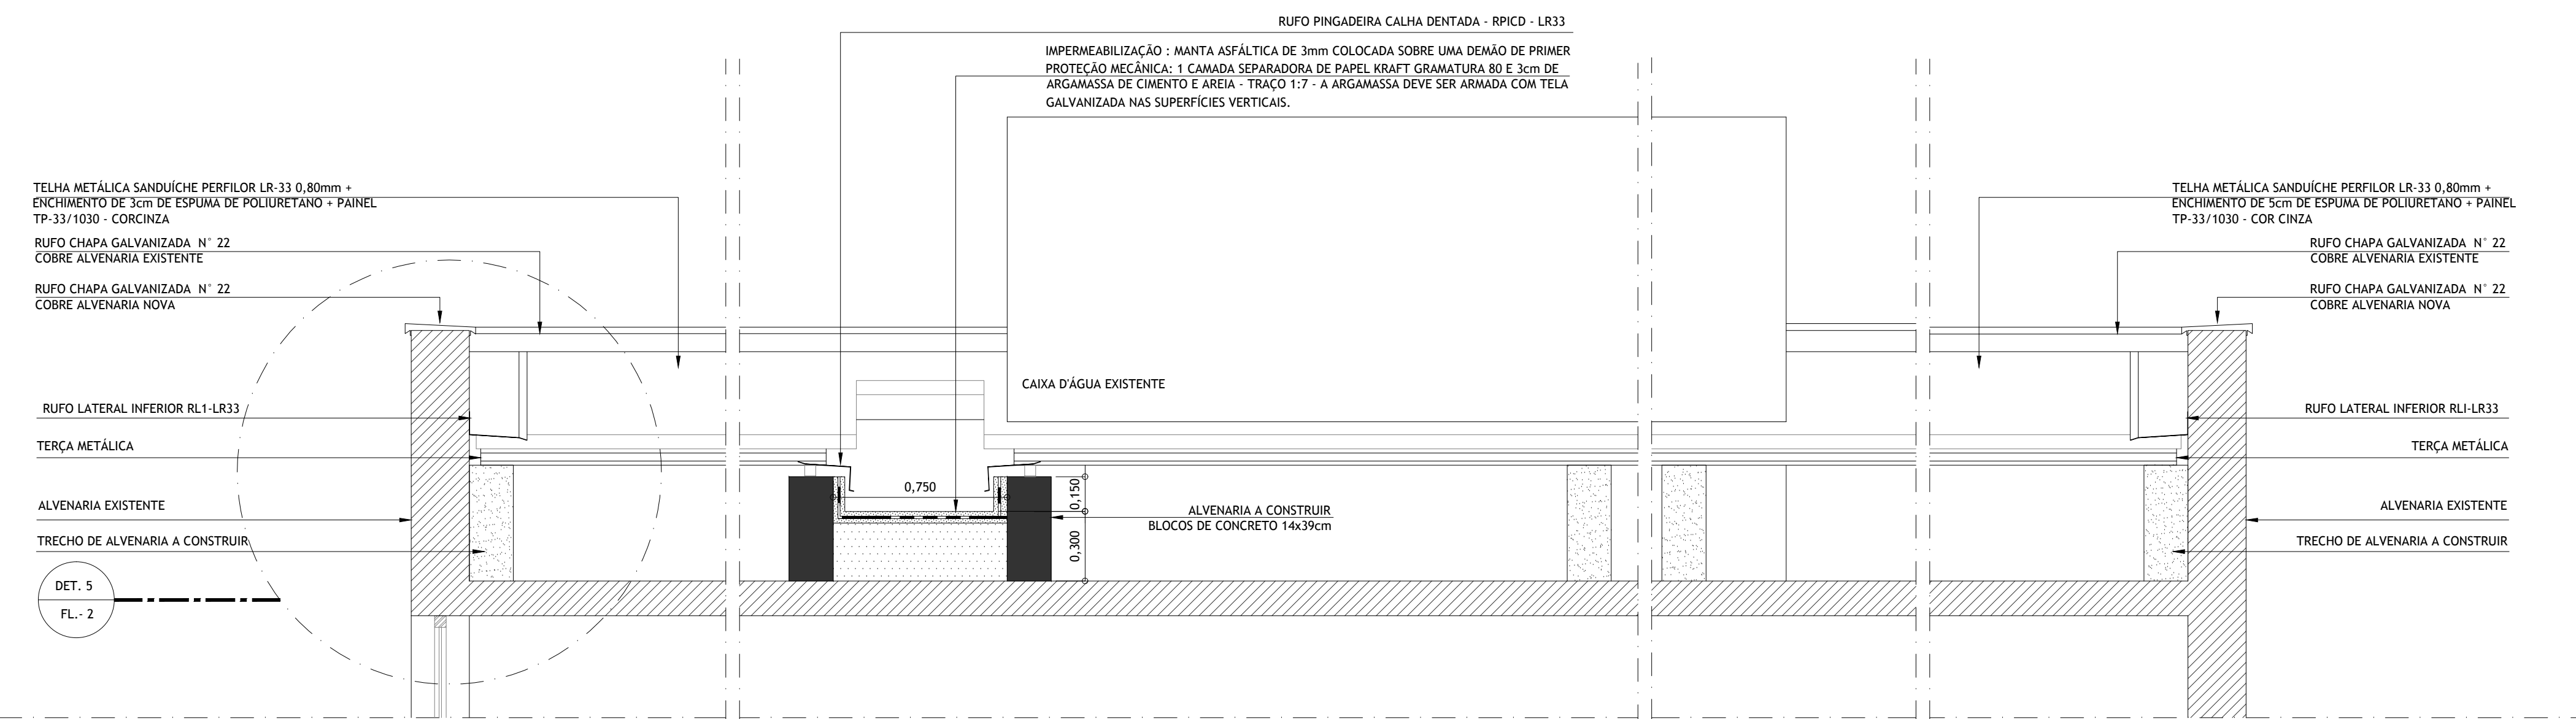 RUFO PINGADEIRA CALHA DENTADA - RPICD - LR33
IMPERMEABILIZAÇÃO : MANTA ASFÁLTICA DE 3mm COLOCADA SOBRE UMA DEMÃO DE PRIMER
PROTEÇÃO MECÂNICA: 1 CAMADA SEPARADORA DE PAPEL KRAFT GRAMATURA 80 E 3cm DE
ARGAMASSA DE CIMENTO E AREIA - TRAÇO 1:7 - A ARGAMASSA DEVE SER ARMADA COM TELA
GALVANIZADA NAS SUPERFÍCIES VERTICAIS.
TELHA METÁLICA SANDUÍCHE PERFILOR LR-33 0,80mm +
ENCHIMENTO DE 3cm DE ESPUMA DE POLIURETANO + PAINEL
TP-33/1030 - CORCINZA
RUFO CHAPA GALVANIZADA N° 22
COBRE ALVENARIA EXISTENTE
RUFO CHAPA GALVANIZADA N° 22
COBRE ALVENARIA NOVA
RUFO LATERAL INFERIOR RL1-LR33
TERÇA METÁLICA
ALVENARIA EXISTENTE
TRECHO DE ALVENARIA A CONSTRUIR
DET. 5
FL.- 2
CAIXA D'ÁGUA EXISTENTE
0,750
0,150
0,300
ALVENARIA A CONSTRUIR
BLOCOS DE CONCRETO 14x39cm
TELHA METÁLICA SANDUÍCHE PERFILOR LR-33 0,80mm +
ENCHIMENTO DE 5cm DE ESPUMA DE POLIURETANO + PAINEL
TP-33/1030 - COR CINZA
RUFO CHAPA GALVANIZADA N° 22
COBRE ALVENARIA EXISTENTE
RUFO CHAPA GALVANIZADA N° 22
COBRE ALVENARIA NOVA
RUFO LATERAL INFERIOR RLI-LR33
TERÇA METÁLICA
ALVENARIA EXISTENTE
TRECHO DE ALVENARIA A CONSTRUIR